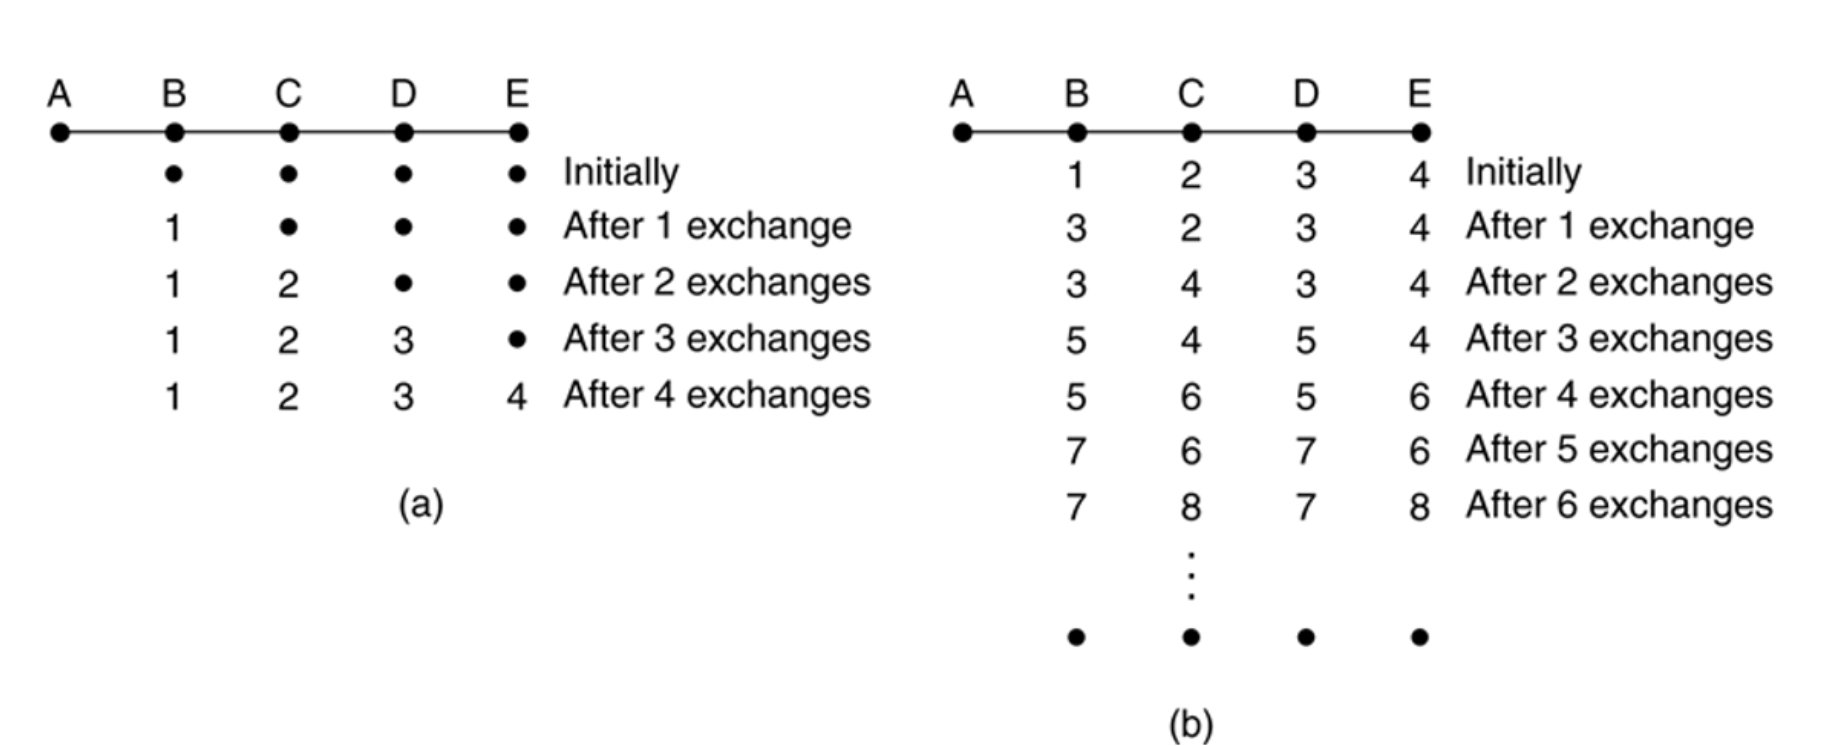 A B C D E
• • • • Initially
1 • • • After 1 exchange
1 2 • • After 2 exchanges
1 2 3 • After 3 exchanges
1 2 3 4 After 4 exchanges
(a)
A B C D E
1 2 3 4 Initially
3 2 3 4 After 1 exchange
3 4 3 4 After 2 exchanges
5 4 5 4 After 3 exchanges
5 6 5 6 After 4 exchanges
7 6 7 6 After 5 exchanges
7 8 7 8 After 6 exchanges
⋮
• • • •
(b)